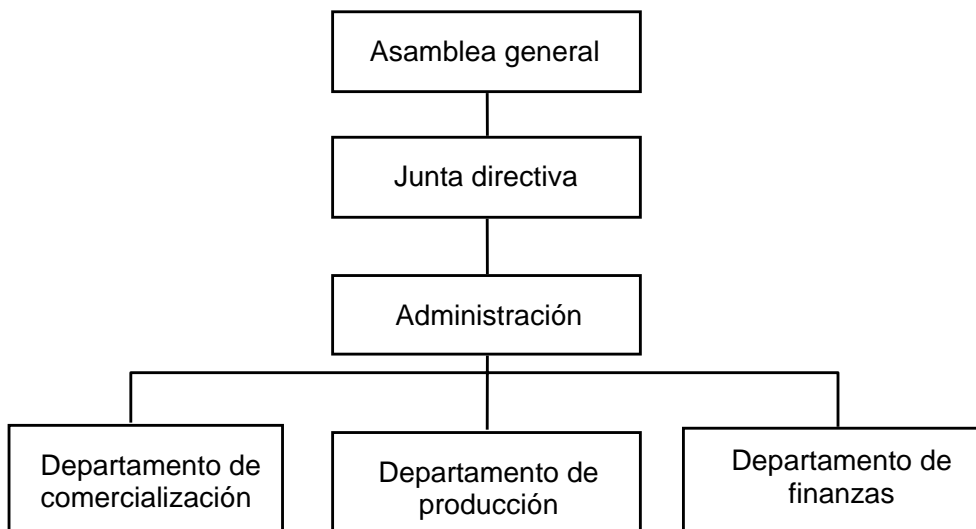 Asamblea general
Junta directiva
Administración
Departamento de
comercialización
Departamento de
producción
Departamento de
finanzas